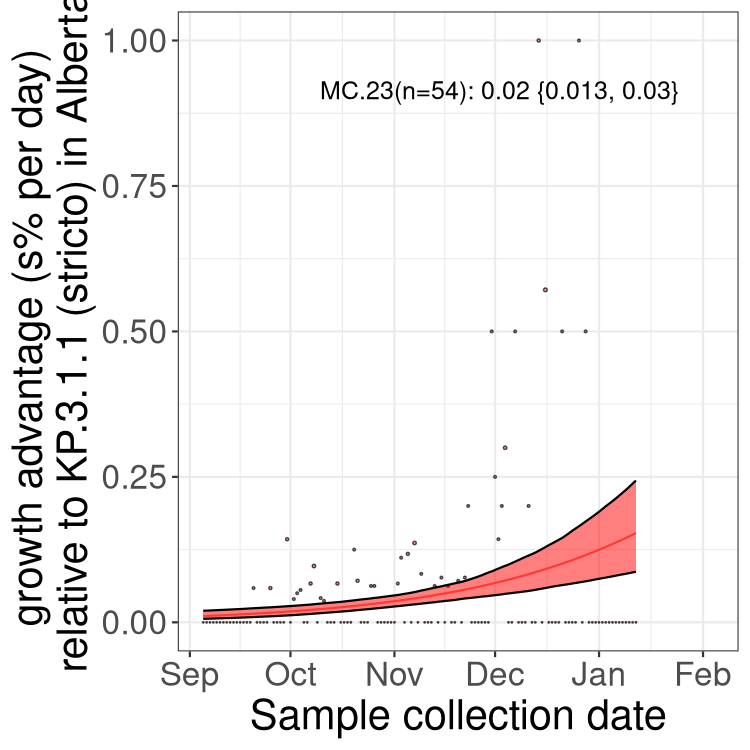 growth advantage (s% per day)
relative to KP.3.1.1 (stricto) in Alberta
1.00
0.75
0.50
0.25
0.00
MC.23(n=54): 0.02 {0.013, 0.03}
Sep Oct Nov Dec Jan Feb
Sample collection date